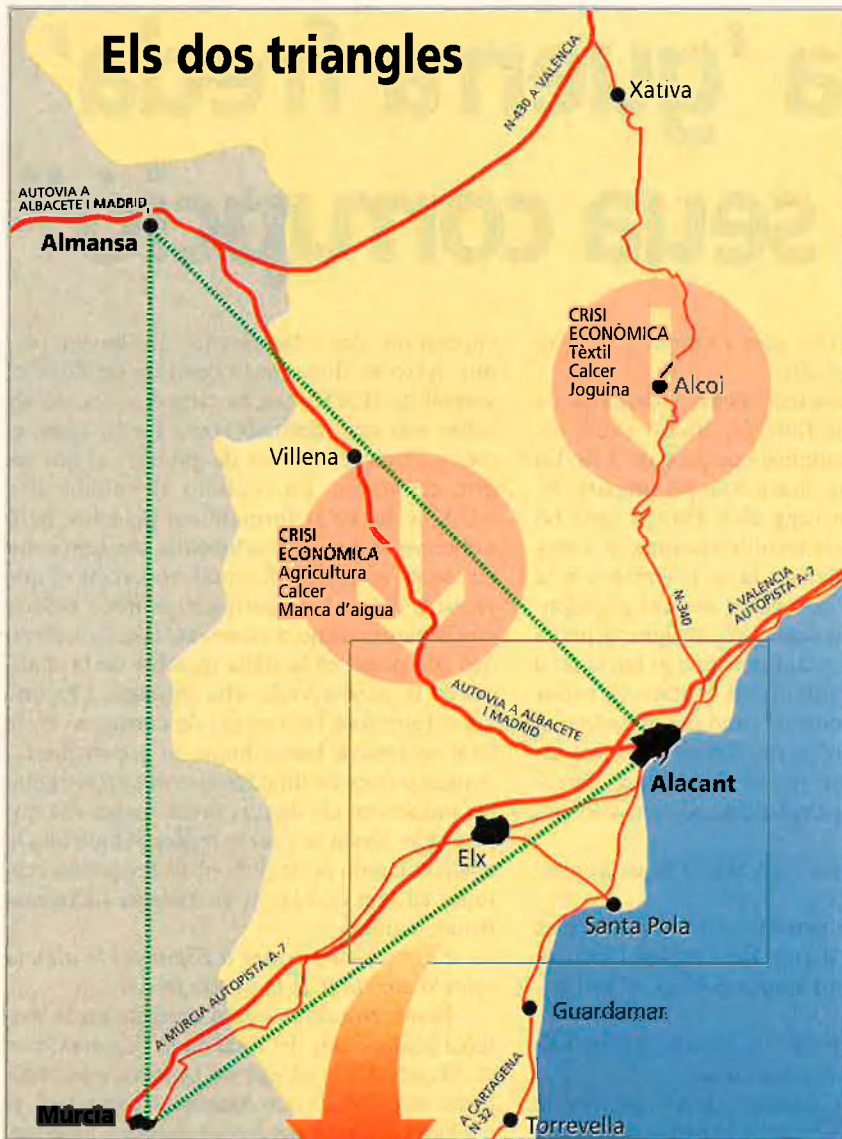 Els dos triangles
N-430 A VALÈNCIA
Xàtiva
AUTOVIA A
ALBACETE I MADRID
Almansa
CRISI
ECONÒMICA
Tèxtil
Calcer
Joguina
Alcoi
Villena
CRISI
ECONÒMICA
Agricultura
Calcer
Manca d'aigua
N-340
A VALÈNCIA
AUTOPISTA A-7
AUTOVIA A ALBACETE
I MADRID
Alacant
Elx
Santa Pola
A MÚRCIA AUTOPISTA A-7
Guardamar
A CARTAGENA
N-32
Múrcia
Torrevella